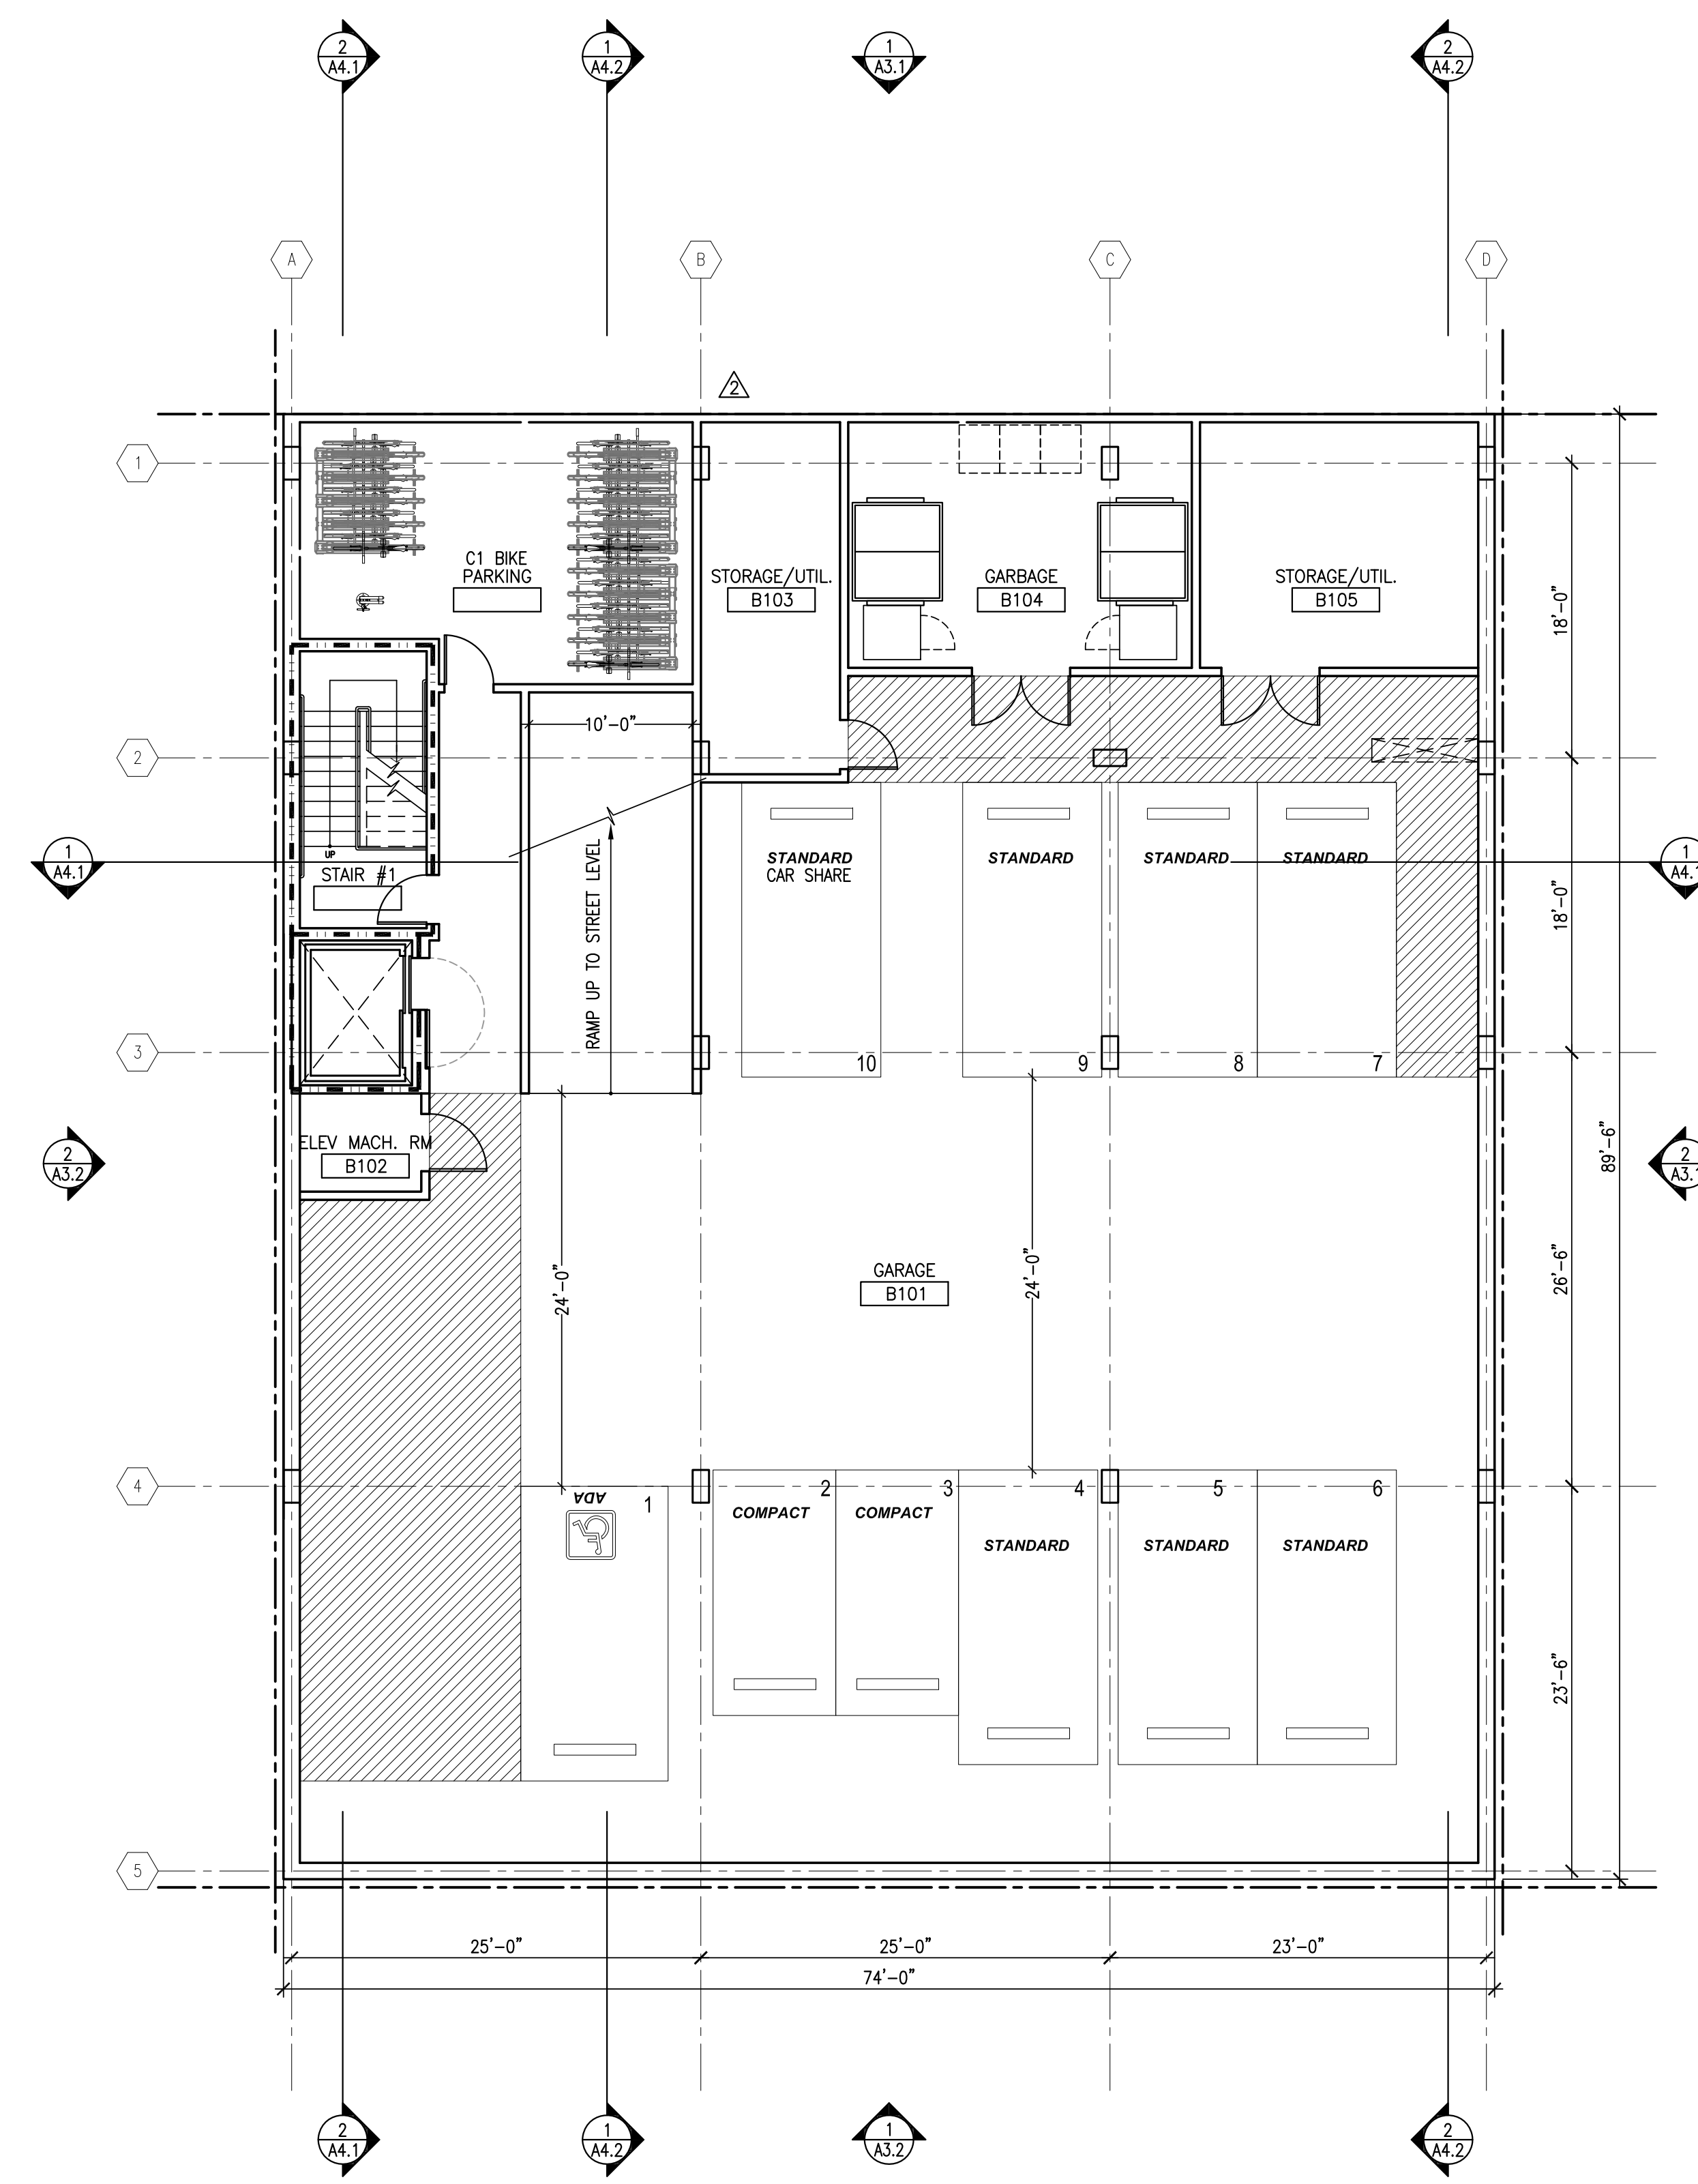 2
A4.1
1
A4.2
1
A3.1
2
A4.2
A
B
C
D
2
1
C1 BIKE
PARKING
STORAGE/UTIL.
B103
GARBAGE
B104
STORAGE/UTIL.
B105
18'-0"
10'-0"
2
UP
STAIR #1
RAMP UP TO STREET LEVEL
STANDARD
CAR SHARE
STANDARD
STANDARD
STANDARD
1
A4.1
1
A4.1
18'-0"
10
9
8
7
3
ELEV MACH. RM
B102
2
A3.2
2
A3.1
89'-6"
24'-0"
24'-0"
GARAGE
B101
26'-6"
4
ADA
1
2
3
4
5
6
COMPACT
COMPACT
STANDARD
STANDARD
STANDARD
23'-6"
5
25'-0"
25'-0"
23'-0"
74'-0"
2
A4.1
1
A4.2
1
A3.2
2
A4.2